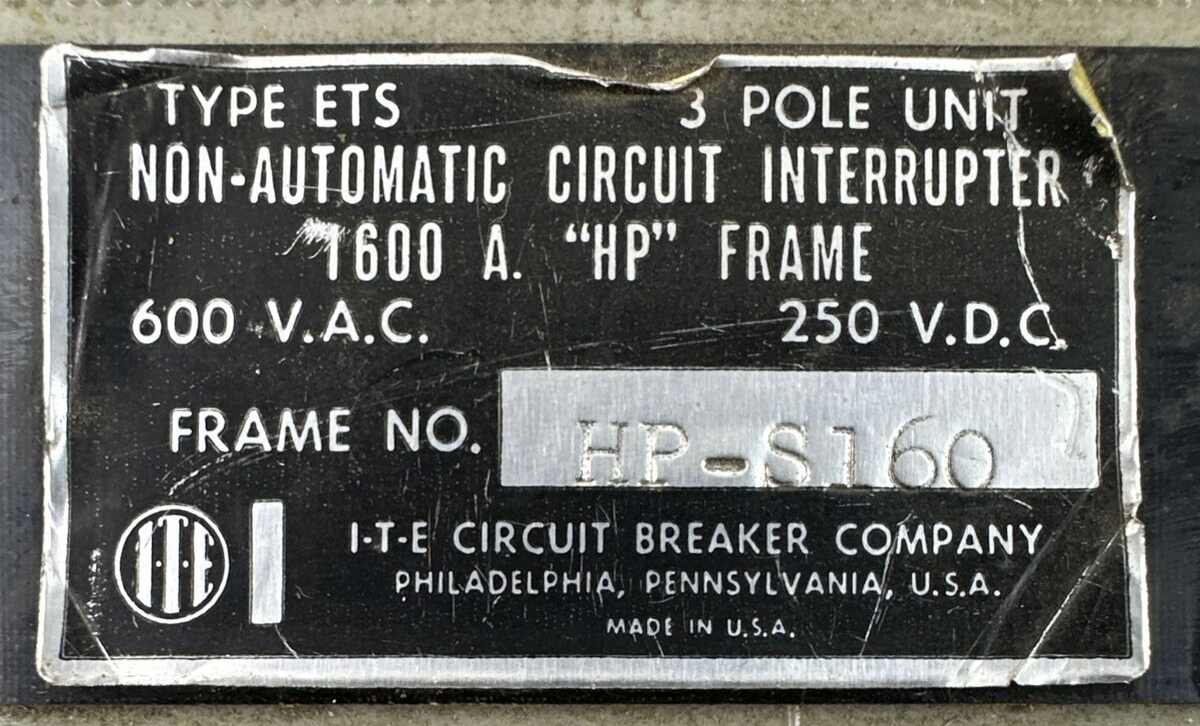 TYPE ETS 3 POLE UNIT
NON-AUTOMATIC CIRCUIT INTERRUPTER
1600 A. “HP” FRAME
600 V.A.C. 250 V.D.C.
FRAME NO. HP-S160
I·T·E I-T-E CIRCUIT BREAKER COMPANY
PHILADELPHIA, PENNSYLVANIA, U.S.A.
MADE IN U.S.A.